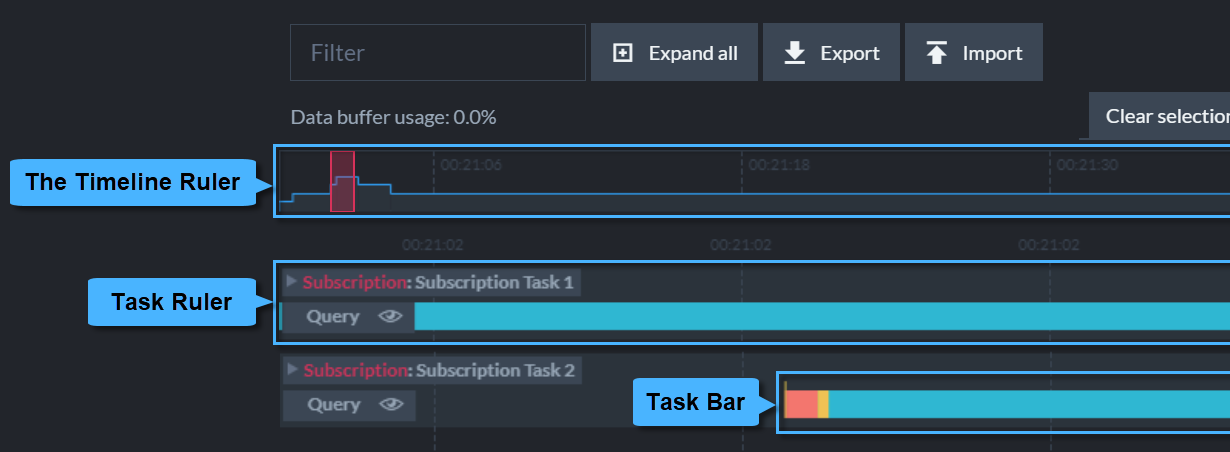 Filter
Expand all
Export
Import
Data buffer usage: 0.0%
Clear selection
The Timeline Ruler
00:21:06
00:21:18
00:21:30
00:21:02
00:21:02
00:21:02
Task Ruler
Subscription: Subscription Task 1
Query
Subscription: Subscription Task 2
Query
Task Bar